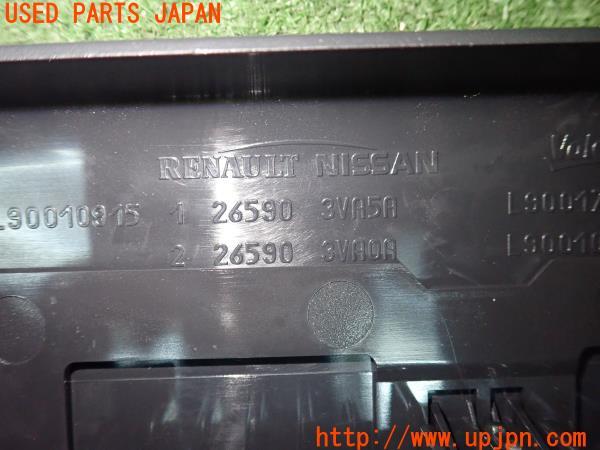 USED PARTS JAPAN
RENAULT NISSAN
L90010915 1 26590 3VA5A
2 26590 3VA0A
http://www.upjpn.com